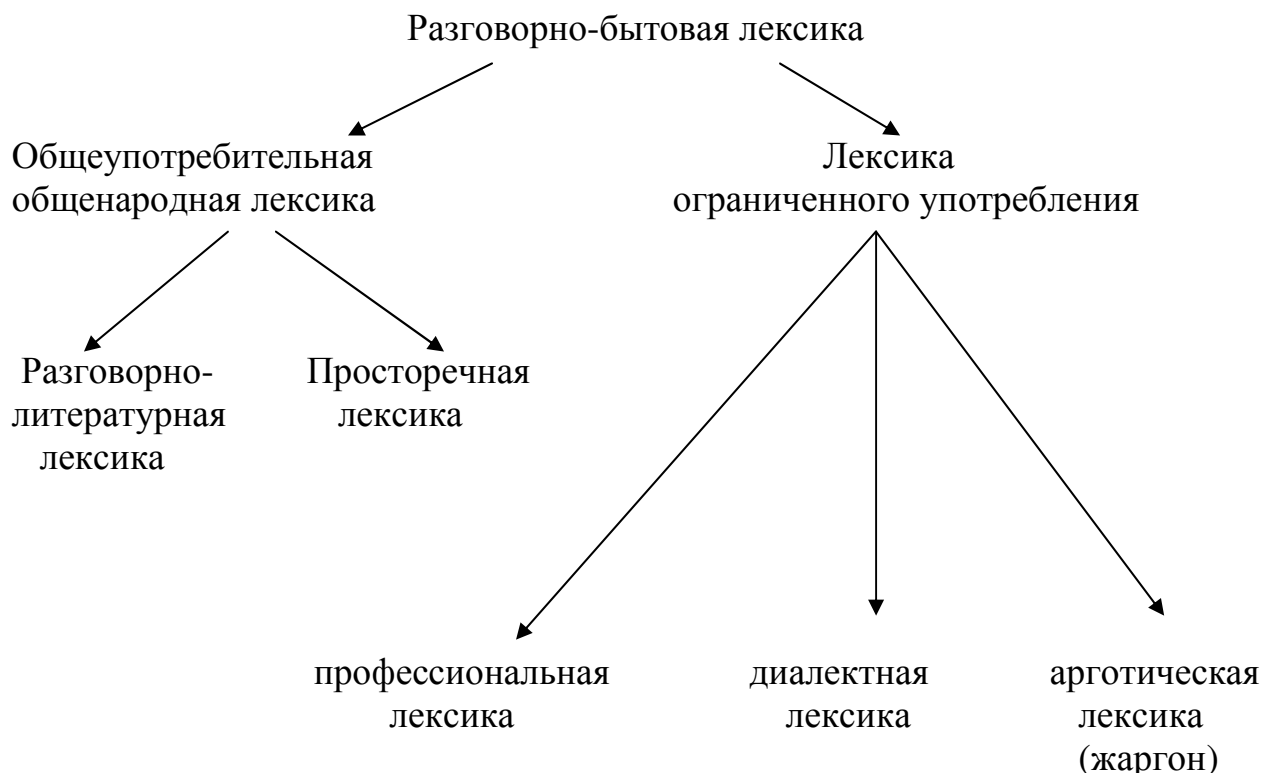 Разговорно-бытовая лексика
Общеупотребительная
общенародная лексика
Лексика
ограниченного употребления
Разговорно-
литературная
лексика
Просторечная
лексика
профессиональная
лексика
диалектная
лексика
арготическая
лексика
(жаргон)